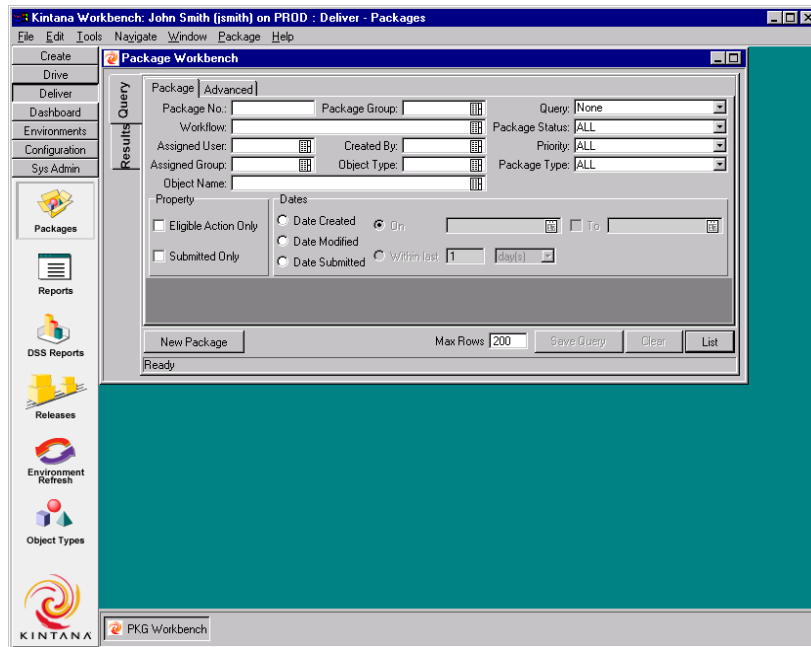 Kintana Workbench: John Smith (jsmith) on PROD : Deliver - Packages
File Edit Tools Navigate Window Package Help
Create
Drive
Deliver
Dashboard
Environments
Configuration
Sys Admin
Packages
Reports
DSS Reports
Releases
Environment
Refresh
Object Types
KINTANA
Package Workbench
Query
Results
Package Advanced
Package No.: Package Group: Query: None
Workflow: Package Status: ALL
Assigned User: Created By: Priority: ALL
Assigned Group: Object Type: Package Type: ALL
Object Name:
Property Dates
Eligible Action Only Date Created On To
Date Modified
Submitted Only Date Submitted Within last 1 day(s)
New Package Max Rows 200 Save Query Clear List
Ready
PKG Workbench